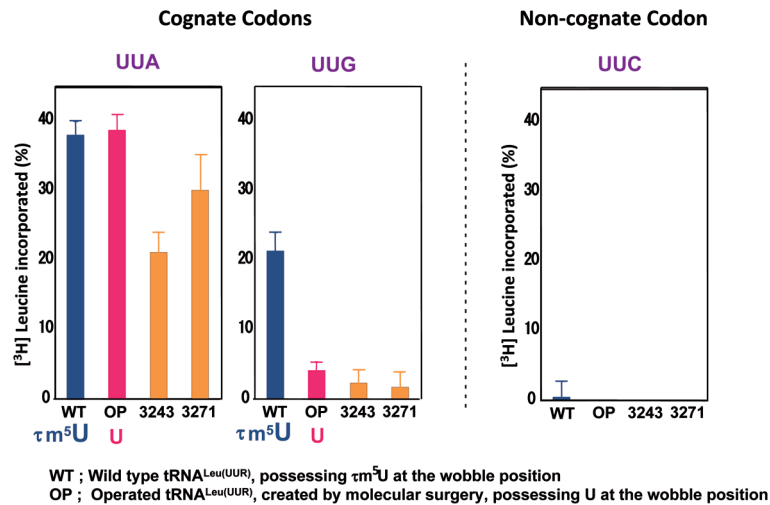 Cognate Codons
Non-cognate Codon
UUA
UUG
UUC
[³H] Leucine incorporated (%)
40
30
20
10
0
WT OP 3243 3271
τm⁵U U
40
30
20
10
0
WT OP 3243 3271
τm⁵U U
[³H] Leucine incorporated (%)
40
30
20
10
0
WT OP 3243 3271
WT ; Wild type tRNA^Leu(UUR), possessing τm⁵U at the wobble position
OP ; Operated tRNA^Leu(UUR), created by molecular surgery, possessing U at the wobble position